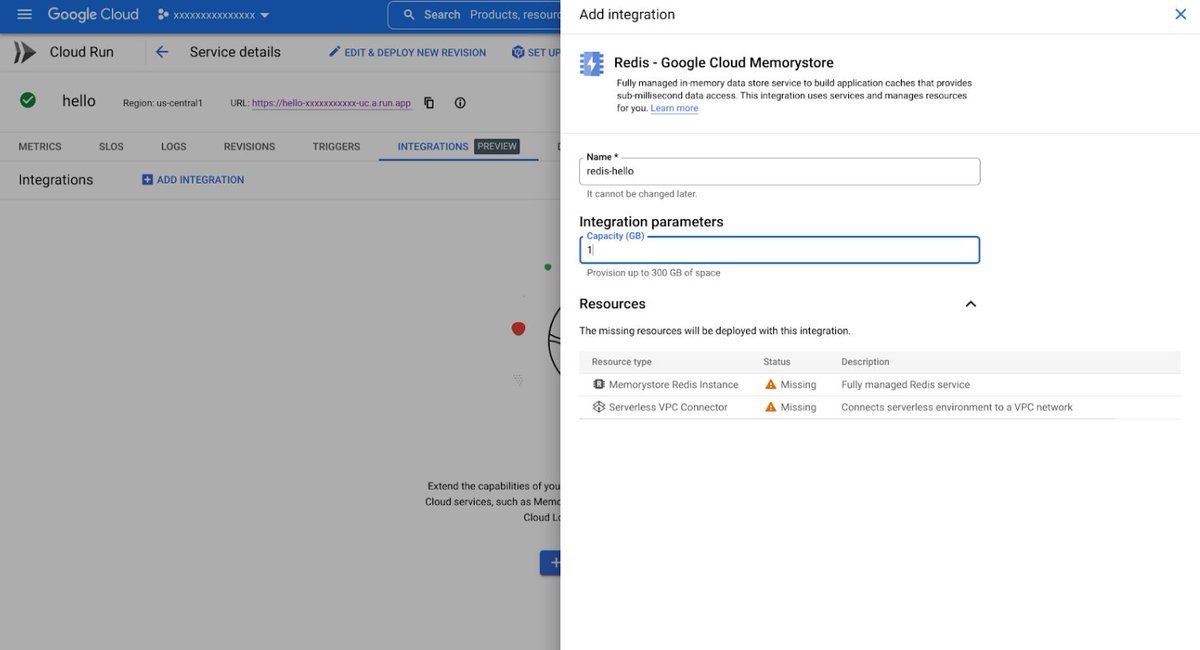 Google Cloud
xxxxxxxxxxxxxxx
Search Products, resourc
Cloud Run
Service details
EDIT & DEPLOY NEW REVISION
SET UP
hello
Region: us-central1
URL: https://hello-xxxxxxxxxxx-uc.a.run.app
METRICS
SLOS
LOGS
REVISIONS
TRIGGERS
INTEGRATIONS PREVIEW
D
Integrations
ADD INTEGRATION
Extend the capabilities of you
Cloud services, such as Memo
Cloud Lo
Add integration
Redis - Google Cloud Memorystore
Fully managed in-memory data store service to build application caches that provides
sub-millisecond data access. This integration uses services and manages resources
for you. Learn more
Name *
redis-hello
It cannot be changed later.
Integration parameters
Capacity (GB)
1
Provision up to 300 GB of space
Resources
The missing resources will be deployed with this integration.
Resource type Status Description
Memorystore Redis Instance Missing Fully managed Redis service
Serverless VPC Connector Missing Connects serverless environment to a VPC network